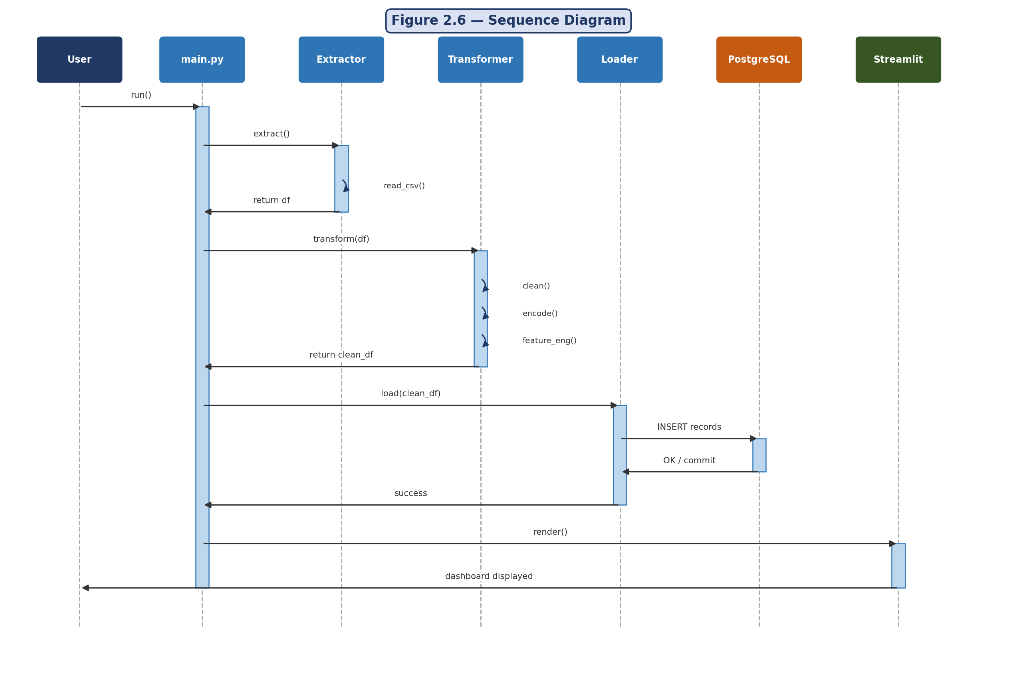 Figure 2.6 — Sequence Diagram
User
main.py
Extractor
Transformer
Loader
PostgreSQL
Streamlit
run()
extract()
read_csv()
return df
transform(df)
clean()
encode()
feature_eng()
return clean_df
load(clean_df)
INSERT records
OK / commit
success
render()
dashboard displayed